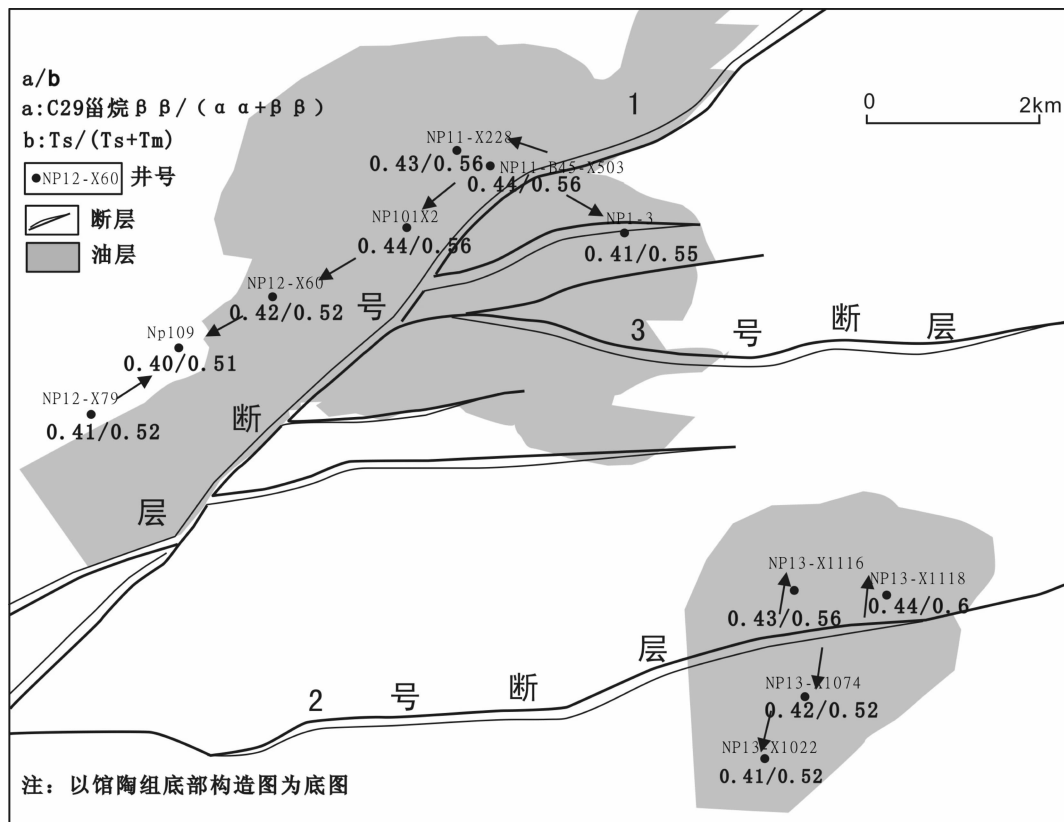 a/b
a:C29甾烷ββ/(αα+ββ)
b:Ts/(Ts+Tm)
NP12-X60 井号
断层
油层
0 2km
1
号
断
层
NP11-X228
0.43/0.56
NP11-B45-X503
0.44/0.56
NP101X2
0.44/0.56
NP1-3
0.41/0.55
NP12-X60
0.42/0.52
Np109
0.40/0.51
NP12-X79
0.41/0.52
3 号 断 层
NP13-X1116
0.43/0.56
NP13-X1118
0.44/0.6
2 号 断 层
NP13-X1074
0.42/0.52
NP13-X1022
0.41/0.52
注: 以馆陶组底部构造图为底图